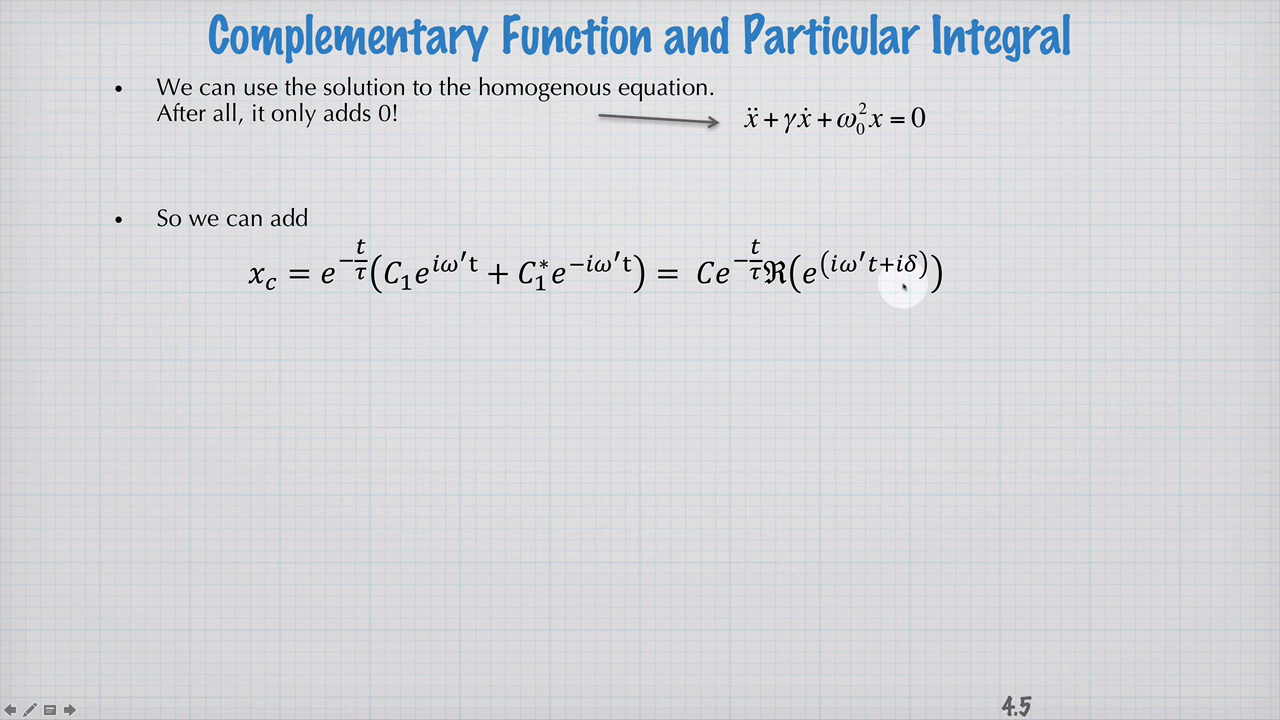 Complementary Function and Particular Integral
• We can use the solution to the homogenous equation.
After all, it only adds 0!
ẍ + γẋ + ω₀²x = 0
• So we can add
x_c = e^{-t/τ}(C₁e^{iω′t} + C₁*e^{−iω′t}) = Ce^{-t/τ}ℜ(e^{(iω′t+iδ)})
4.5